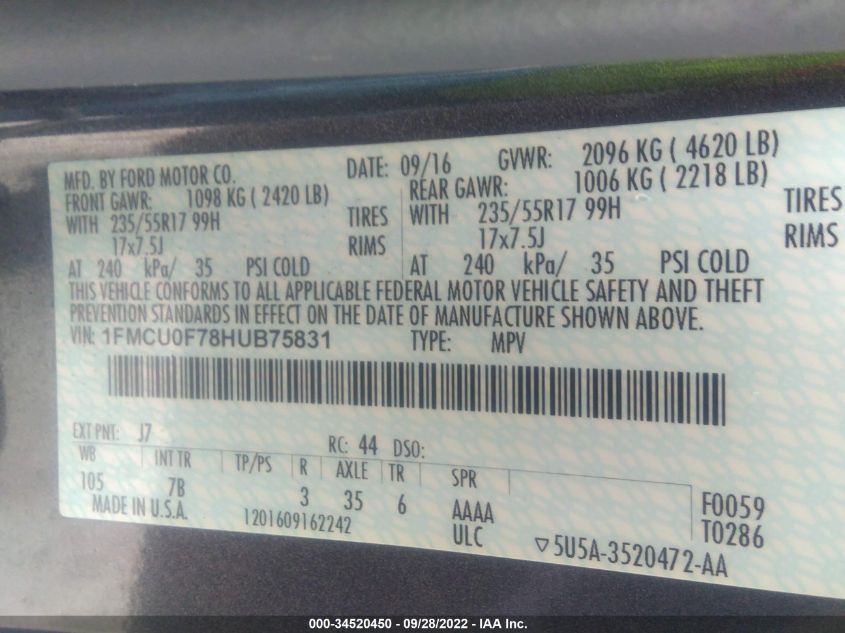 MFD. BY FORD MOTOR CO. DATE: 09/16 GVWR: 2096 KG ( 4620 LB)
FRONT GAWR: 1098 KG ( 2420 LB) REAR GAWR: 1006 KG ( 2218 LB)
WITH 235/55R17 99H TIRES WITH 235/55R17 99H TIRES
17x7.5J RIMS 17x7.5J RIMS
AT 240 kPa/ 35 PSI COLD AT 240 kPa/ 35 PSI COLD
THIS VEHICLE CONFORMS TO ALL APPLICABLE FEDERAL MOTOR VEHICLE SAFETY AND THEFT
PREVENTION STANDARDS IN EFFECT ON THE DATE OF MANUFACTURE SHOWN ABOVE.
VIN: 1FMCU0F78HUB75831 TYPE: MPV
EXT PNT: J7 RC: 44 DSO:
WB INT TR TP/PS R AXLE TR SPR
105 7B 3 35 6 AAAA F0059
MADE IN U.S.A. 1201609162242 ULC T0286
▽5U5A-3520472-AA
000-34520450 - 09/28/2022 - IAA Inc.